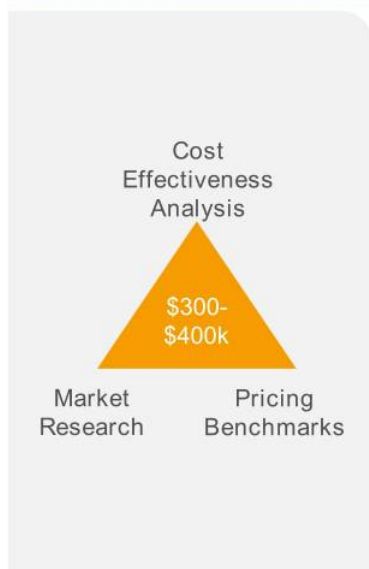 Cost
Effectiveness
Analysis
$300-
$400k
Market
Research
Pricing
Benchmarks